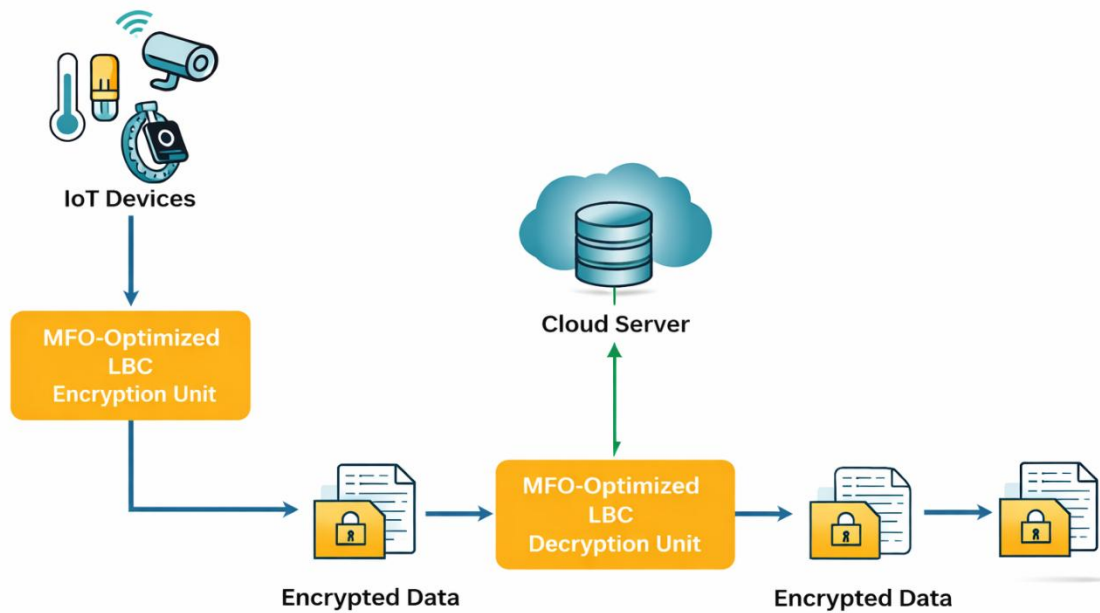 IoT Devices
MFO-Optimized
LBC
Encryption Unit
Cloud Server
MFO-Optimized
LBC
Decryption Unit
Encrypted Data
Encrypted Data